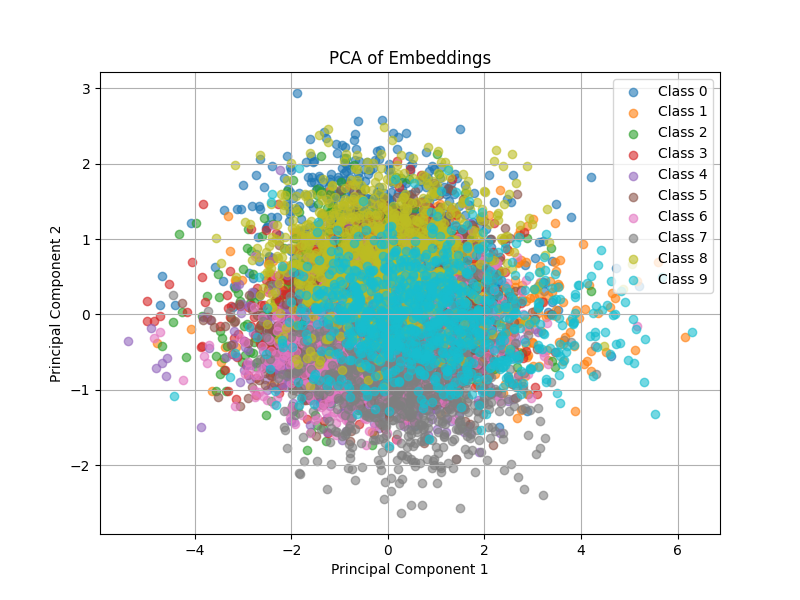 PCA of Embeddings
Class 0
Class 1
Class 2
Class 3
Class 4
Class 5
Class 6
Class 7
Class 8
Class 9
3
2
1
0
−1
−2
Principal Component 2
−4
−2
0
2
4
6
Principal Component 1